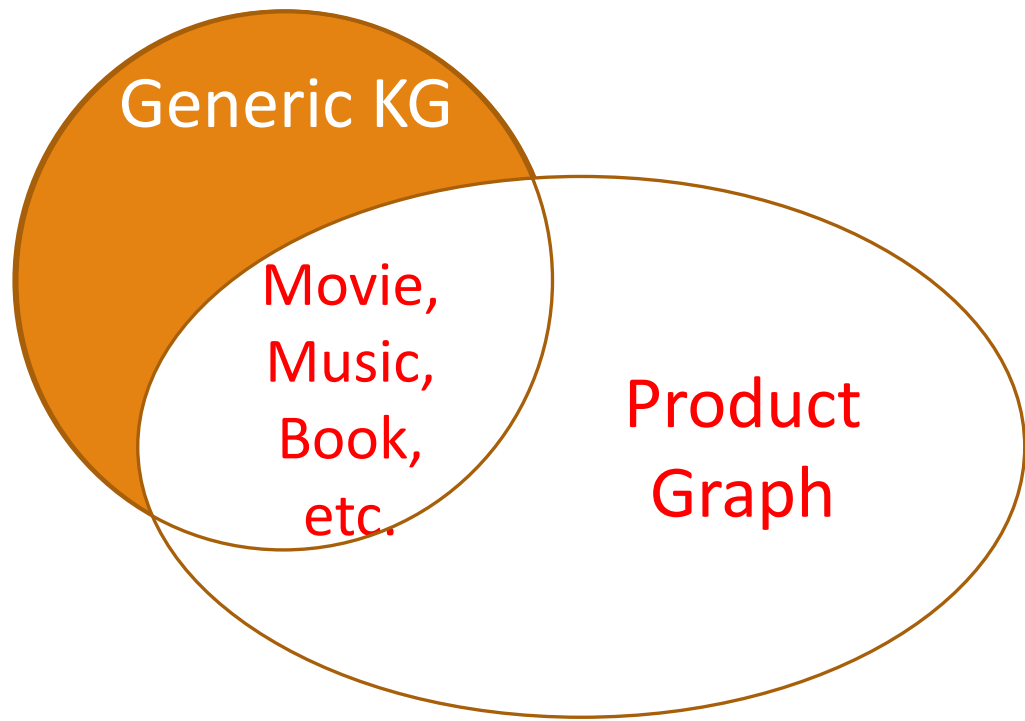 Generic KG
Movie,
Music,
Book,
etc.
Product
Graph